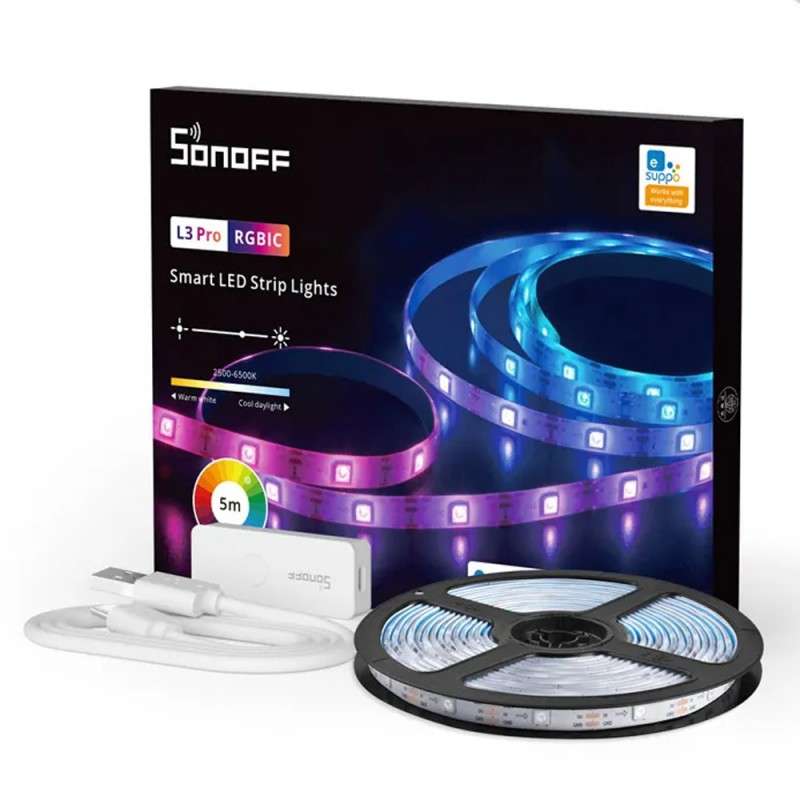 SONOFF
e
suppo
Works with
everything
L3 Pro RGBIC
Smart LED Strip Lights
2500-6500K
Warm white
Cool daylight
5m
SONOFF